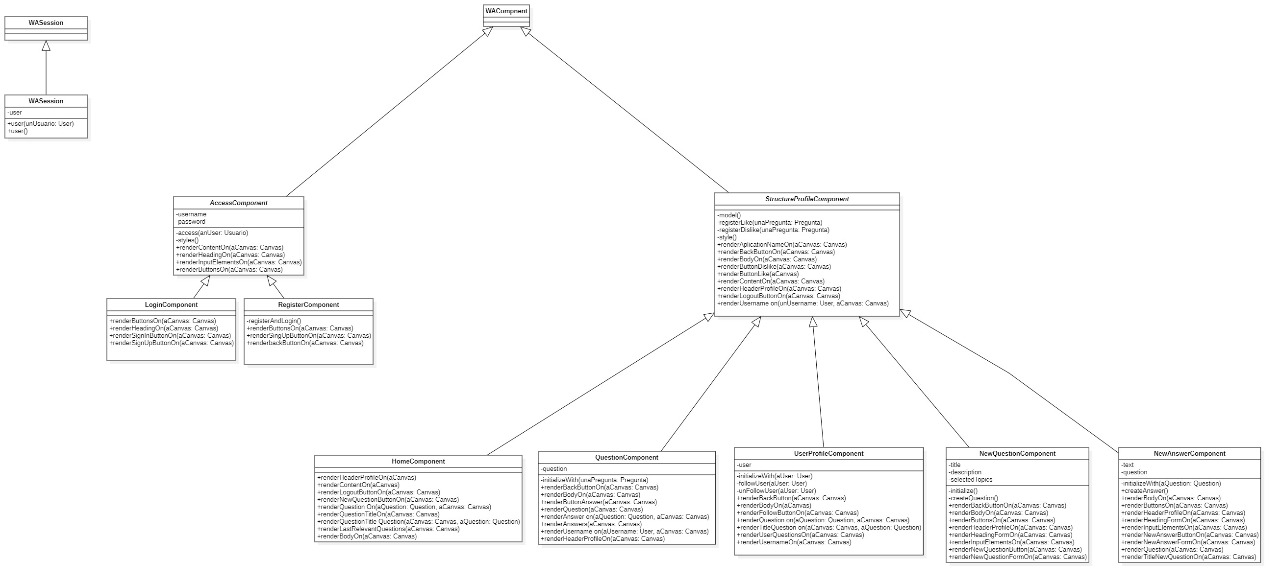 WASession
WASession
-user
+user(unUsuario: User)
+user()
WACompnent
AccessComponent
-username
-password
-access(anUser: Usuario)
-styles()
+renderContentOn(aCanvas: Canvas)
+renderHeadingOn(aCanvas: Canvas)
+renderInputElementsOn(aCanvas: Canvas)
+renderButtonsOn(aCanvas: Canvas)
LoginComponent
+renderButtonsOn(aCanvas: Canvas)
+renderHeadingOn(aCanvas: Canvas)
+renderSignInButtonOn(aCanvas: Canvas)
+renderSignUpButtonOn(aCanvas: Canvas)
RegisterComponent
-registerAndLogin()
+renderButtonsOn(aCanvas: Canvas)
+renderSingUpButtonOn(aCanvas: Canvas)
+renderbackButtonOn(aCanvas: Canvas)
StructureProfileComponent
-model()
-registerLike(unaPregunta: Pregunta)
-registerDislike(unaPregunta: Pregunta)
-style()
+renderAplicationNameOn(aCanvas: Canvas)
+renderBackButtonOn(aCanvas: Canvas)
+renderBodyOn(aCanvas: Canvas)
+renderButtonDislike(aCanvas: Canvas)
+renderButtonLike(aCanvas)
+renderContentOn(aCanvas: Canvas)
+renderHeaderProfileOn(aCanvas: Canvas)
+renderLogoutButtonOn(aCanvas: Canvas)
+renderUsername on(unUsername: User, aCanvas: Canvas)
HomeComponent
+renderHeaderProfileOn(aCanvas)
+renderContentOn(aCanvas)
+renderLogoutButtonOn(aCanvas: Canvas)
+renderNewQuestionButtonOn(aCanvas: Canvas)
+renderQuestion On(aQuestion: Question, aCanvas: Canvas)
+renderQuestionTitleOn(aCanvas: Canvas)
+renderQuestionTitle Question(aCanvas: Canvas, aQuestion: Question)
+renderLastRelevantQuestions(aCanvas: Canvas)
+renderBodyOn(aCanvas: Canvas)
QuestionComponent
-question
-initializeWith(unaPregunta: Pregunta)
+renderBackButtonOn(aCanvas: Canvas)
+renderBodyOn(aCanvas: Canvas)
+renderButtonAnswer(aCanvas: Canvas)
+renderQuestion(aCanvas: Canvas)
+renderAnswer on(aQuestion: Question, aCanvas: Canvas)
+renderAnswers(aCanvas: Canvas)
+renderUsername on(aUsername: User, aCanvas: Canvas)
+renderHeaderProfileOn(aCanvas: Canvas)
UserProfileComponent
-user
-initializeWith(aUser: User)
-followUser(aUser: User)
-unFollowUser(aUser: User)
+renderBackButton(aCanvas: Canvas)
+renderBodyOn(aCanvas: Canvas)
+renderFollowButtonOn(aCanvas: Canvas)
+renderQuestion on(aQuestion: Question, aCanvas: Canvas)
+renderTitleQuestion on(aCanvas: Canvas, aQuestion: Question)
+renderUserQuestionsOn(aCanvas: Canvas)
+renderUsernameOn(aCanvas: Canvas)
NewQuestionComponent
-title
-description
-selectedTopics
-initialize()
-createQuestion()
+renderBackButtonOn(aCanvas: Canvas)
+renderBodyOn(aCanvas: Canvas)
+renderButtonsOn(aCanvas: Canvas)
+renderHeaderProfileOn(aCanvas: Canvas)
+renderHeadingFormOn(aCanvas: Canvas)
+renderInputElementsOn(aCanvas: Canvas)
+renderNewQuestionButton(aCanvas: Canvas)
+renderNewQuestionFormOn(aCanvas: Canvas)
NewAnswerComponent
-text
-question
-initializeWith(aQuestion: Question)
+createAnswer()
+renderBodyOn(aCanvas: Canvas)
+renderButtonsOn(aCanvas: Canvas)
+renderHeaderProfileOn(aCanvas: Canvas)
+renderHeadingFormOn(aCanvas: Canvas)
+renderInputElements(aCanvas: Canvas)
+renderNewAnswerButtonOn(aCanvas: Canvas)
+renderNewAnswerFormOn(aCanvas: Canvas)
+renderQuestion(aCanvas: Canvas)
+renderTitleNewQuestionOn(aCanvas: Canvas)